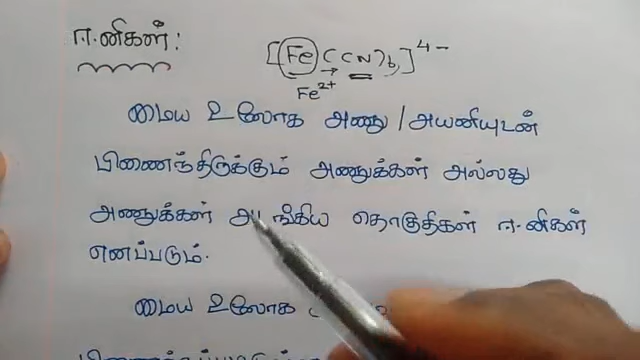 ஈ.னிகள்:
[Fe(CN)6]4-
Fe2+
மைய உலோக அணு / அயனியுடன்
பிணைந்திருக்கும் அணுக்கள் அல்லது
அணுக்கள் அடங்கிய தொகுதிகள் ஈ.னிகள்
எனப்படும்.
மைய உலோக